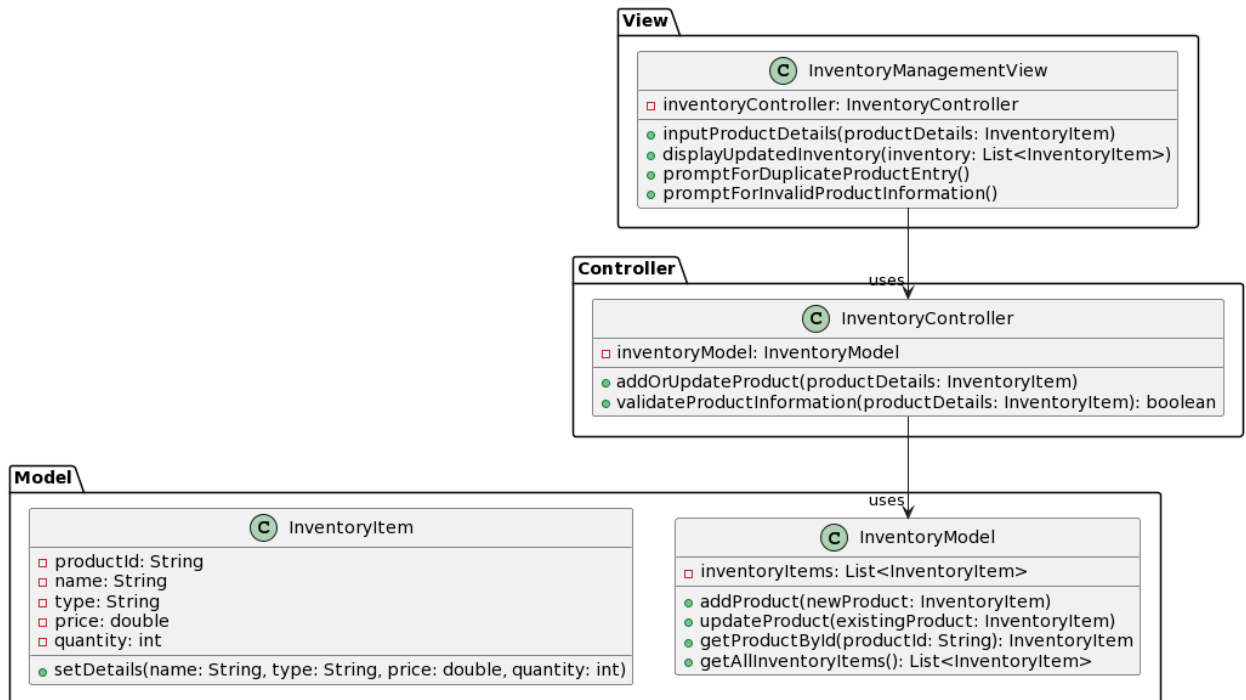 View
C InventoryManagementView
inventoryController: InventoryController
inputProductDetails(productDetails: InventoryItem)
displayUpdatedInventory(inventory: List<InventoryItem>)
promptForDuplicateProductEntry()
promptForInvalidProductInformation()
uses
Controller
C InventoryController
inventoryModel: InventoryModel
addOrUpdateProduct(productDetails: InventoryItem)
validateProductInformation(productDetails: InventoryItem): boolean
uses
Model
C InventoryItem
productId: String
name: String
type: String
price: double
quantity: int
setDetails(name: String, type: String, price: double, quantity: int)
C InventoryModel
inventoryItems: List<InventoryItem>
addProduct(newProduct: InventoryItem)
updateProduct(existingProduct: InventoryItem)
getProductById(productId: String): InventoryItem
getAllInventoryItems(): List<InventoryItem>